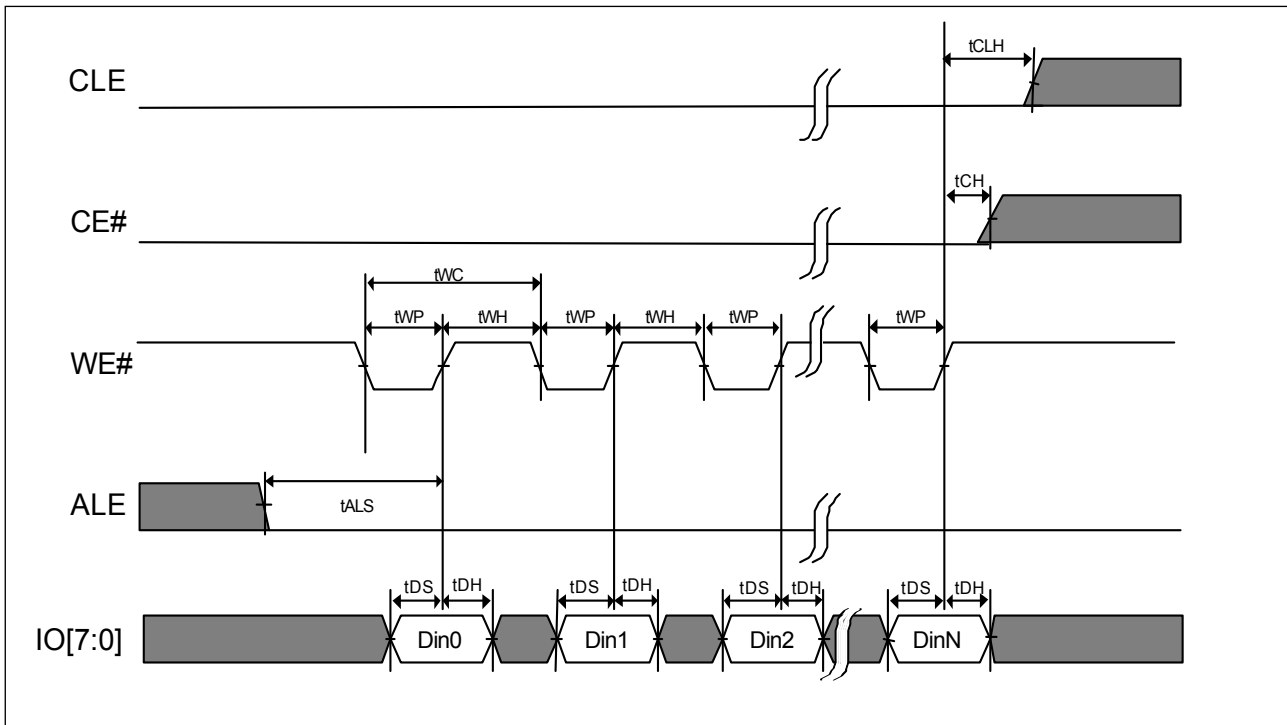 tCLH
CLE
tCH
CE#
tWC
tWP tWH tWP tWH tWP tWP
WE#
ALE
tALS
tDS tDH tDS tDH tDS tDH tDS tDH
IO[7:0] Din0 Din1 Din2 DinN